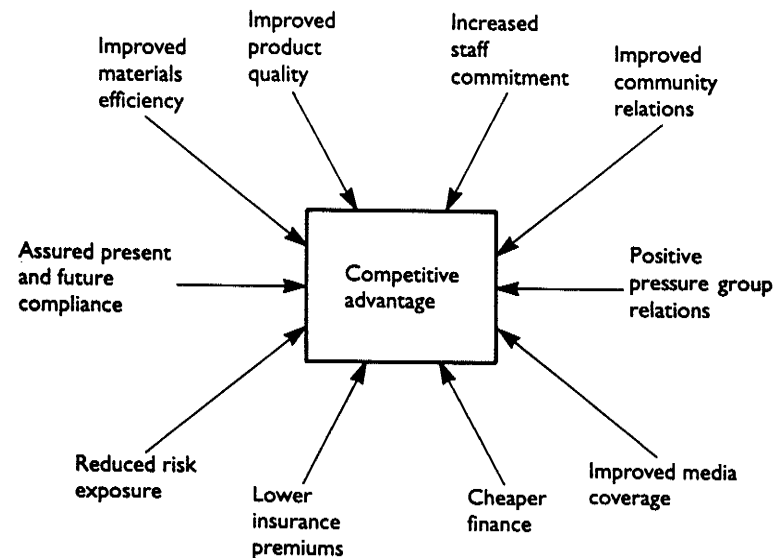 Improved
materials
efficiency
Improved
product
quality
Increased
staff
commitment
Improved
community
relations
Assured present
and future
compliance
Competitive
advantage
Positive
pressure group
relations
Reduced risk
exposure
Lower
insurance
premiums
Cheaper
finance
Improved media
coverage